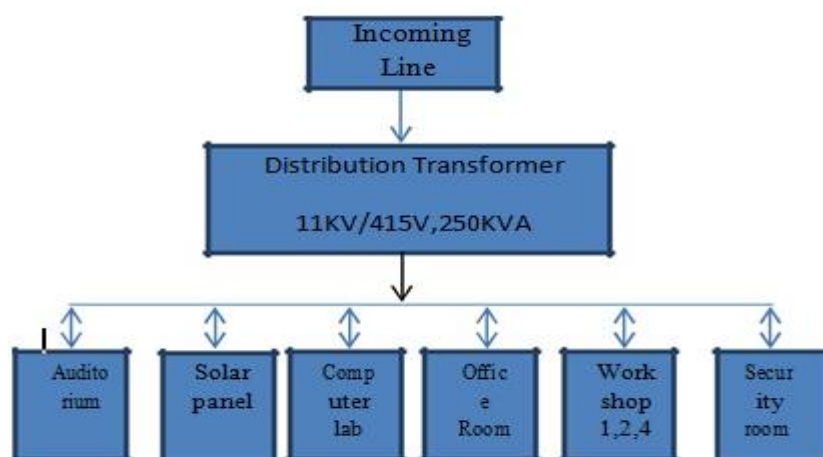 Incoming
Line
Distribution Transformer
11KV/415V,250KVA
Audito
rium
Solar
panel
Comp
uter
lab
Offic
e
Room
Work
shop
1,2,4
Secur
ity
room